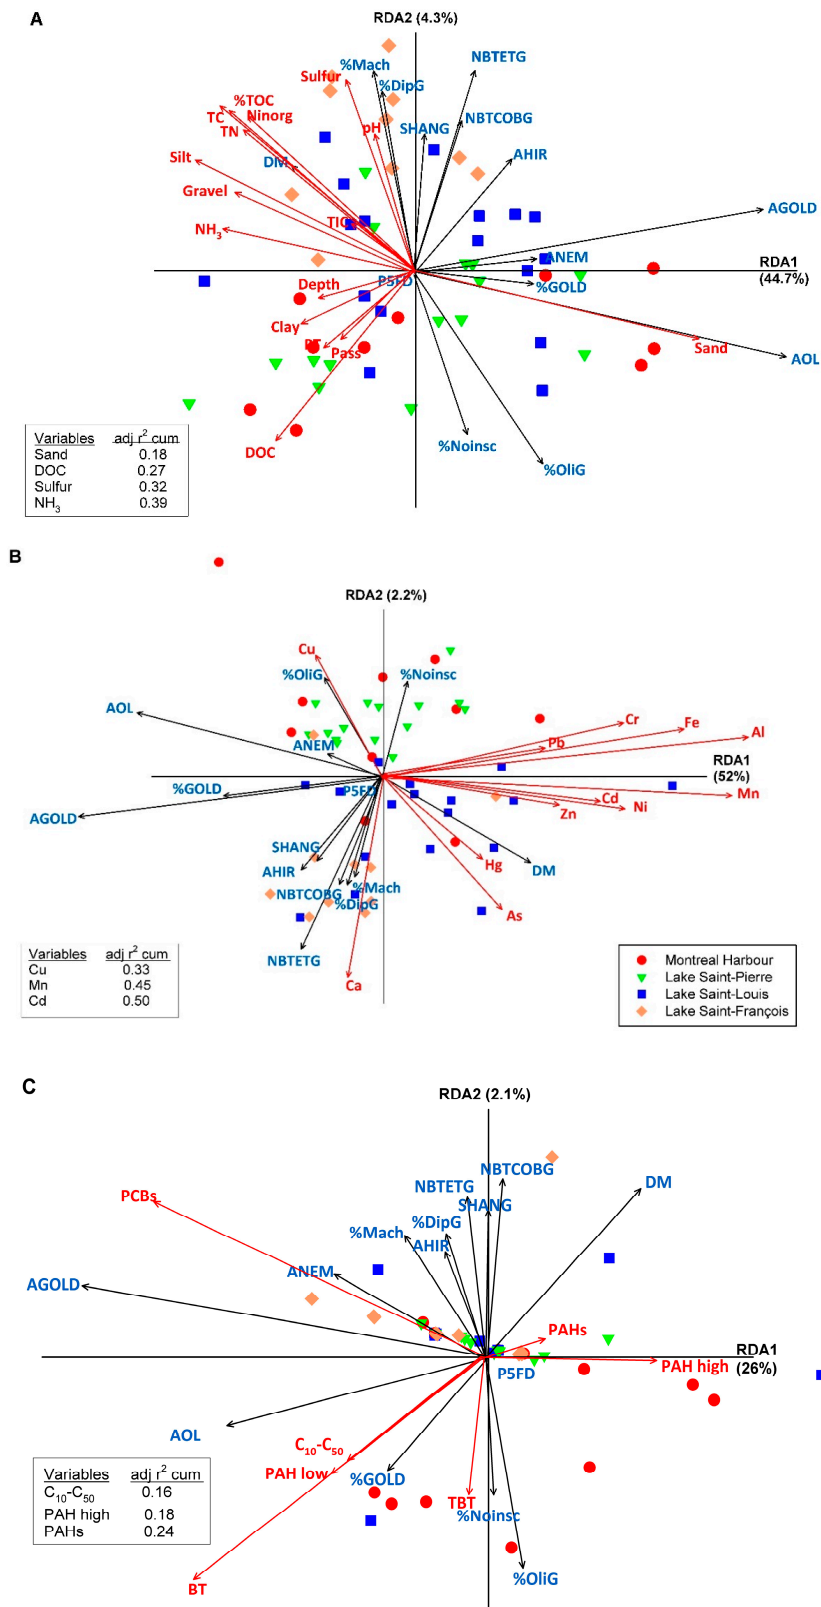 A
RDA2 (4.3%)
%Mach
NBTETG
Sulfur
%DipG
%TOC
TC
Ninorg
TN
pH
SHANG
NBTCOBG
Silt
DM
AHIR
Gravel
AGOLD
NH3
TIC
ANEM
RDA1
(44.7%)
P5FD
Depth
%GOLD
Clay
PT
Pass
Sand
AOL
DOC
%Noinsc
%OliG
Variables adj r² cum
Sand 0.18
DOC 0.27
Sulfur 0.32
NH3 0.39
B
RDA2 (2.2%)
Cu
%OliG
%Noinsc
AOL
Cr
Fe
Al
ANEM
Pb
RDA1
(52%)
%GOLD
P5FD
Mn
Cd
Ni
Zn
AGOLD
SHANG
AHIR
Hg
DM
NBTCOBG
%Mach
%DipG
As
NBTETG
Ca
Variables adj r² cum
Cu 0.33
Mn 0.45
Cd 0.50
Montreal Harbour
Lake Saint-Pierre
Lake Saint-Louis
Lake Saint-François
C
RDA2 (2.1%)
NBTCOBG
PCBs
NBTETG
DM
SHANG
%DipG
%Mach
AHIR
ANEM
AGOLD
PAHs
RDA1
(26%)
PAH high
P5FD
AOL
C10-C50
PAH low
%GOLD
TBT
%Noinsc
BT
%OliG
Variables adj r² cum
C10-C50 0.16
PAH high 0.18
PAHs 0.24